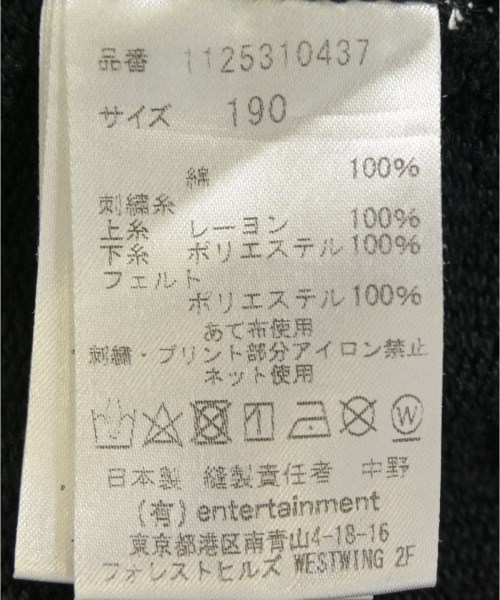 品番 1125310437
サイズ 190
綿 100%
刺繍糸
上糸 レーヨン 100%
下糸 ポリエステル 100%
フェルト
ポリエステル 100%
あて布使用
刺繍・プリント部分アイロン禁止
ネット使用
W
日本製 縫製責任者 中野
(有) entertainment
東京都港区南青山4-18-16
フォレストヒルズ WESTWING 2F